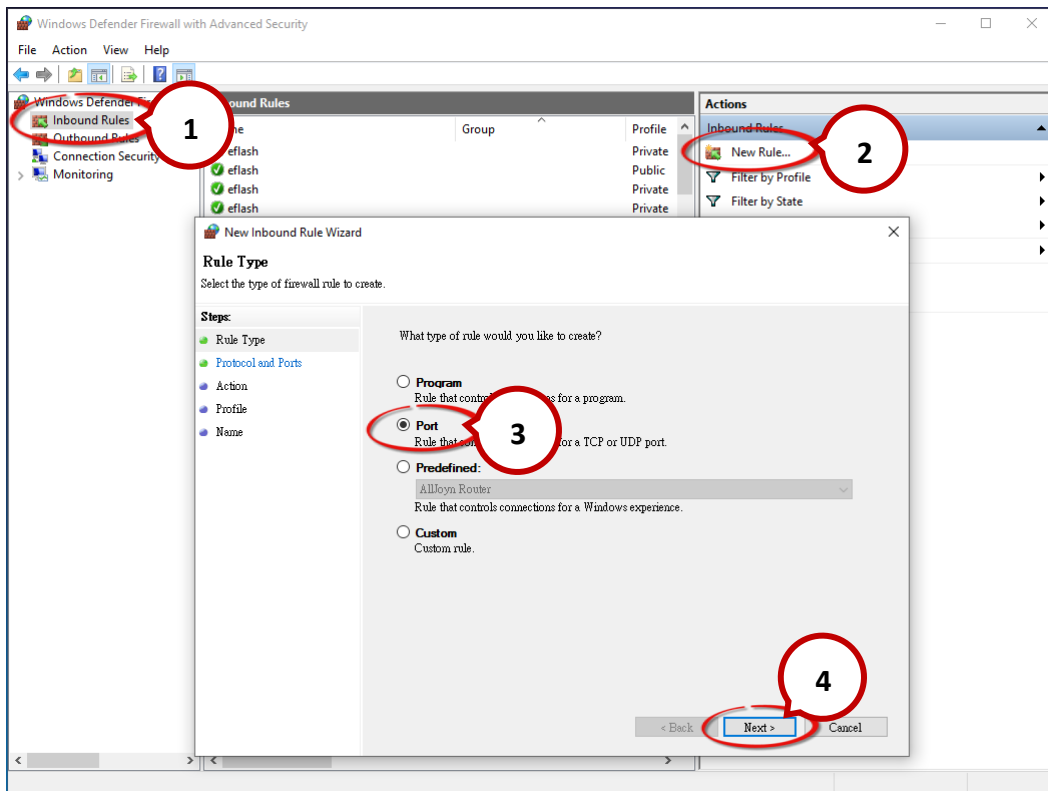 Windows Defender Firewall with Advanced Security
File Action View Help
Windows Defender
Inbound Rules
Outbound Rules
Connection Security
Monitoring
1
Rules
Group Profile
eflash Private
eflash Public
eflash Private
eflash Private
Actions
Inbound Rules
New Rule...
2
Filter by Profile
Filter by State
New Inbound Rule Wizard
Rule Type
Select the type of firewall rule to create.
Steps:
Rule Type
Protocol and Ports
Action
Profile
Name
What type of rule would you like to create?
Program
Rule that for a program.
Port
Rule that for a TCP or UDP port.
3
Predefined:
AllJoyn Router
Rule that controls connections for a Windows experience.
Custom
Custom rule.
4
< Back Next > Cancel